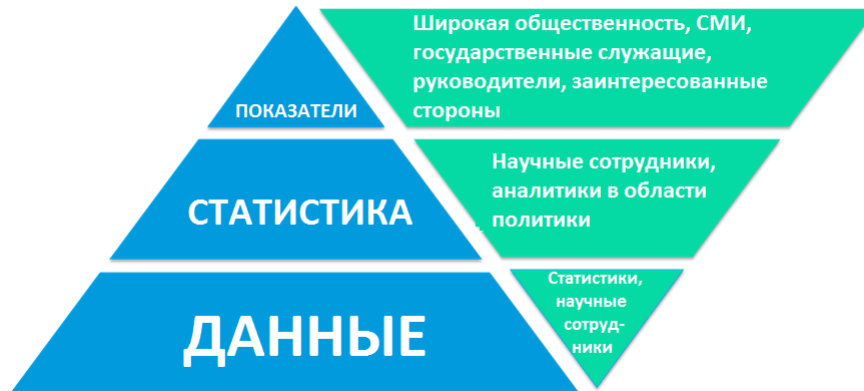 Широкая общественность, СМИ,
государственные служащие,
руководители, заинтересованные
стороны
ПОКАЗАТЕЛИ
Научные сотрудники,
аналитики в области
политики
СТАТИСТИКА
Статистики,
научные
сотруд-
ники
ДАННЫЕ